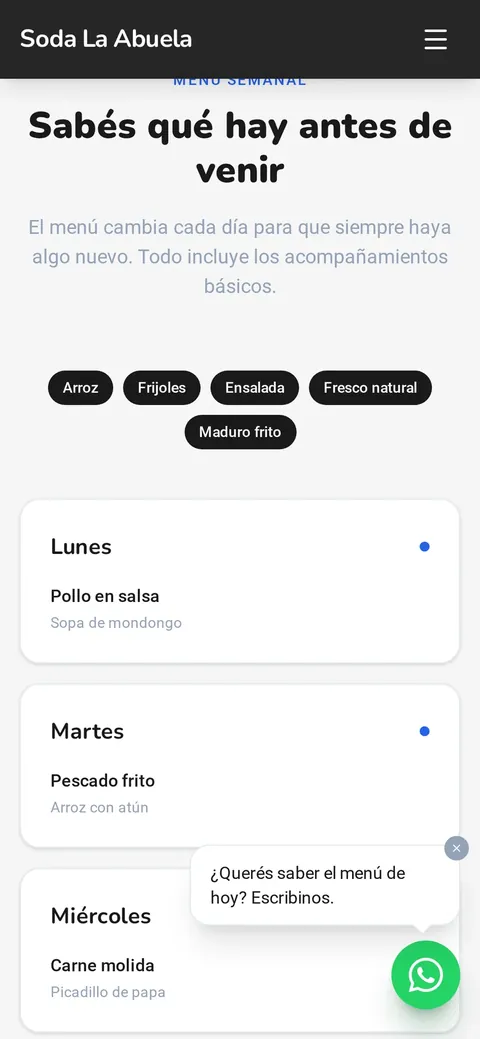 Soda La Abuela
MENÚ SEMANAL
Sabés qué hay antes de
venir
El menú cambia cada día para que siempre haya
algo nuevo. Todo incluye los acompañamientos
básicos.
Arroz
Frijoles
Ensalada
Fresco natural
Maduro frito
Lunes
Pollo en salsa
Sopa de mondongo
Martes
Pescado frito
Arroz con atún
¿Querés saber el menú de
hoy? Escribinos.
Miércoles
Carne molida
Picadillo de papa